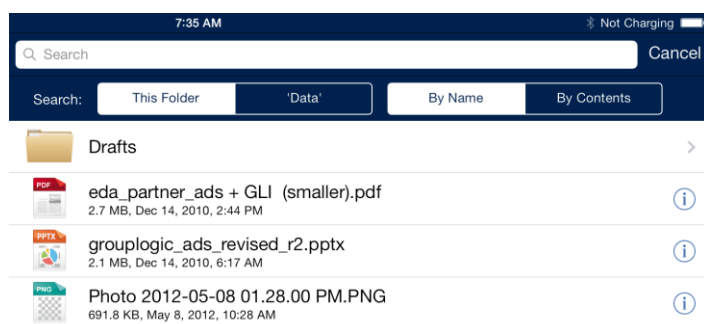 7:35 AM Not Charging
Search Cancel
Search: This Folder 'Data' By Name By Contents
Drafts
PDF eda_partner_ads + GLI (smaller).pdf
2.7 MB, Dec 14, 2010, 2:44 PM
PPTX grouplogic_ads_revised_r2.pptx
2.1 MB, Dec 14, 2010, 6:17 AM
PNG Photo 2012-05-08 01.28.00 PM.PNG
691.8 KB, May 8, 2012, 10:28 AM